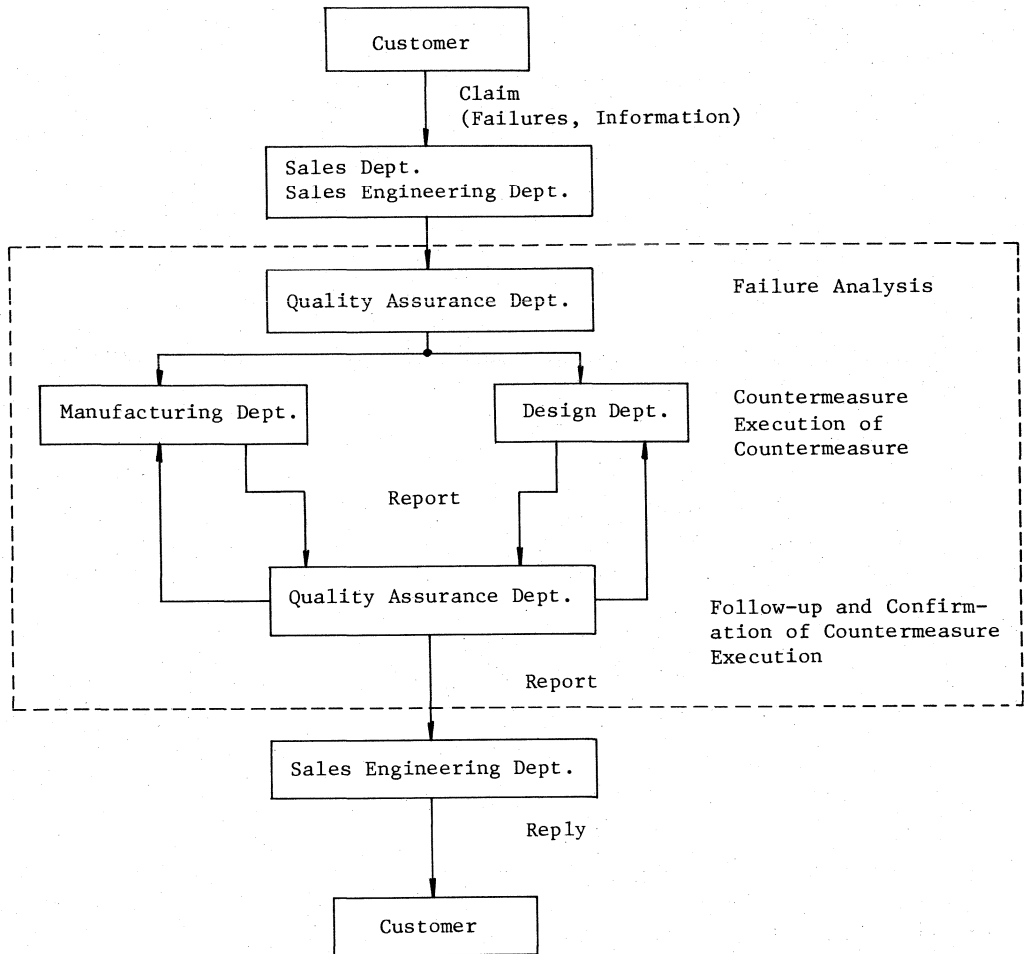 Customer
Claim
(Failures, Information)
Sales Dept.
Sales Engineering Dept.
Quality Assurance Dept.
Failure Analysis
Manufacturing Dept.
Design Dept.
Countermeasure
Execution of
Countermeasure
Report
Quality Assurance Dept.
Follow-up and Confirm-
ation of Countermeasure
Execution
Report
Sales Engineering Dept.
Reply
Customer